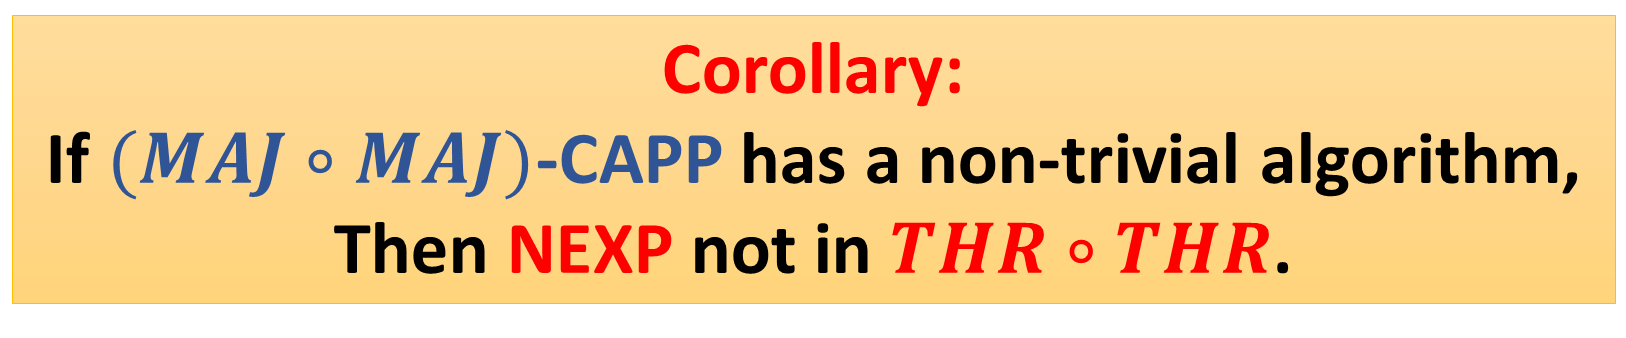 Corollary:
If (MAJ ∘ MAJ)-CAPP has a non-trivial algorithm,
Then NEXP not in THR ∘ THR.